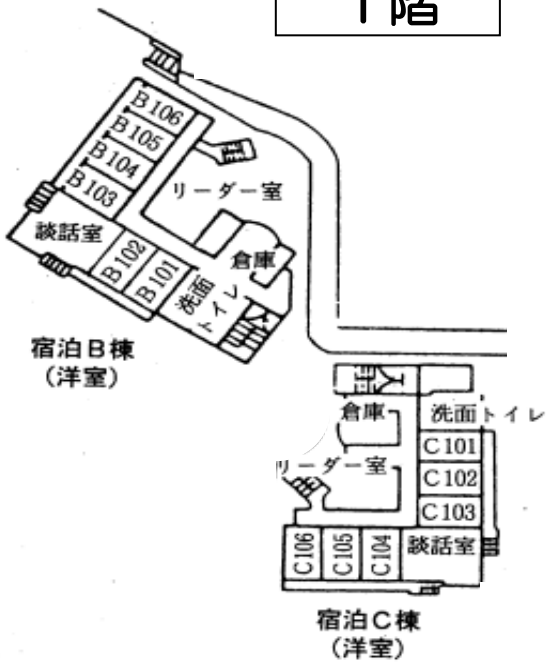 1階
B106
B105
B104
B103
リーダー室
談話室
B102
B101
倉庫
洗面
トイレ
宿泊B棟
(洋室)
倉庫
洗面トイレ
リーダー室
C101
C102
C103
C106
C105
C104
談話室
宿泊C棟
(洋室)